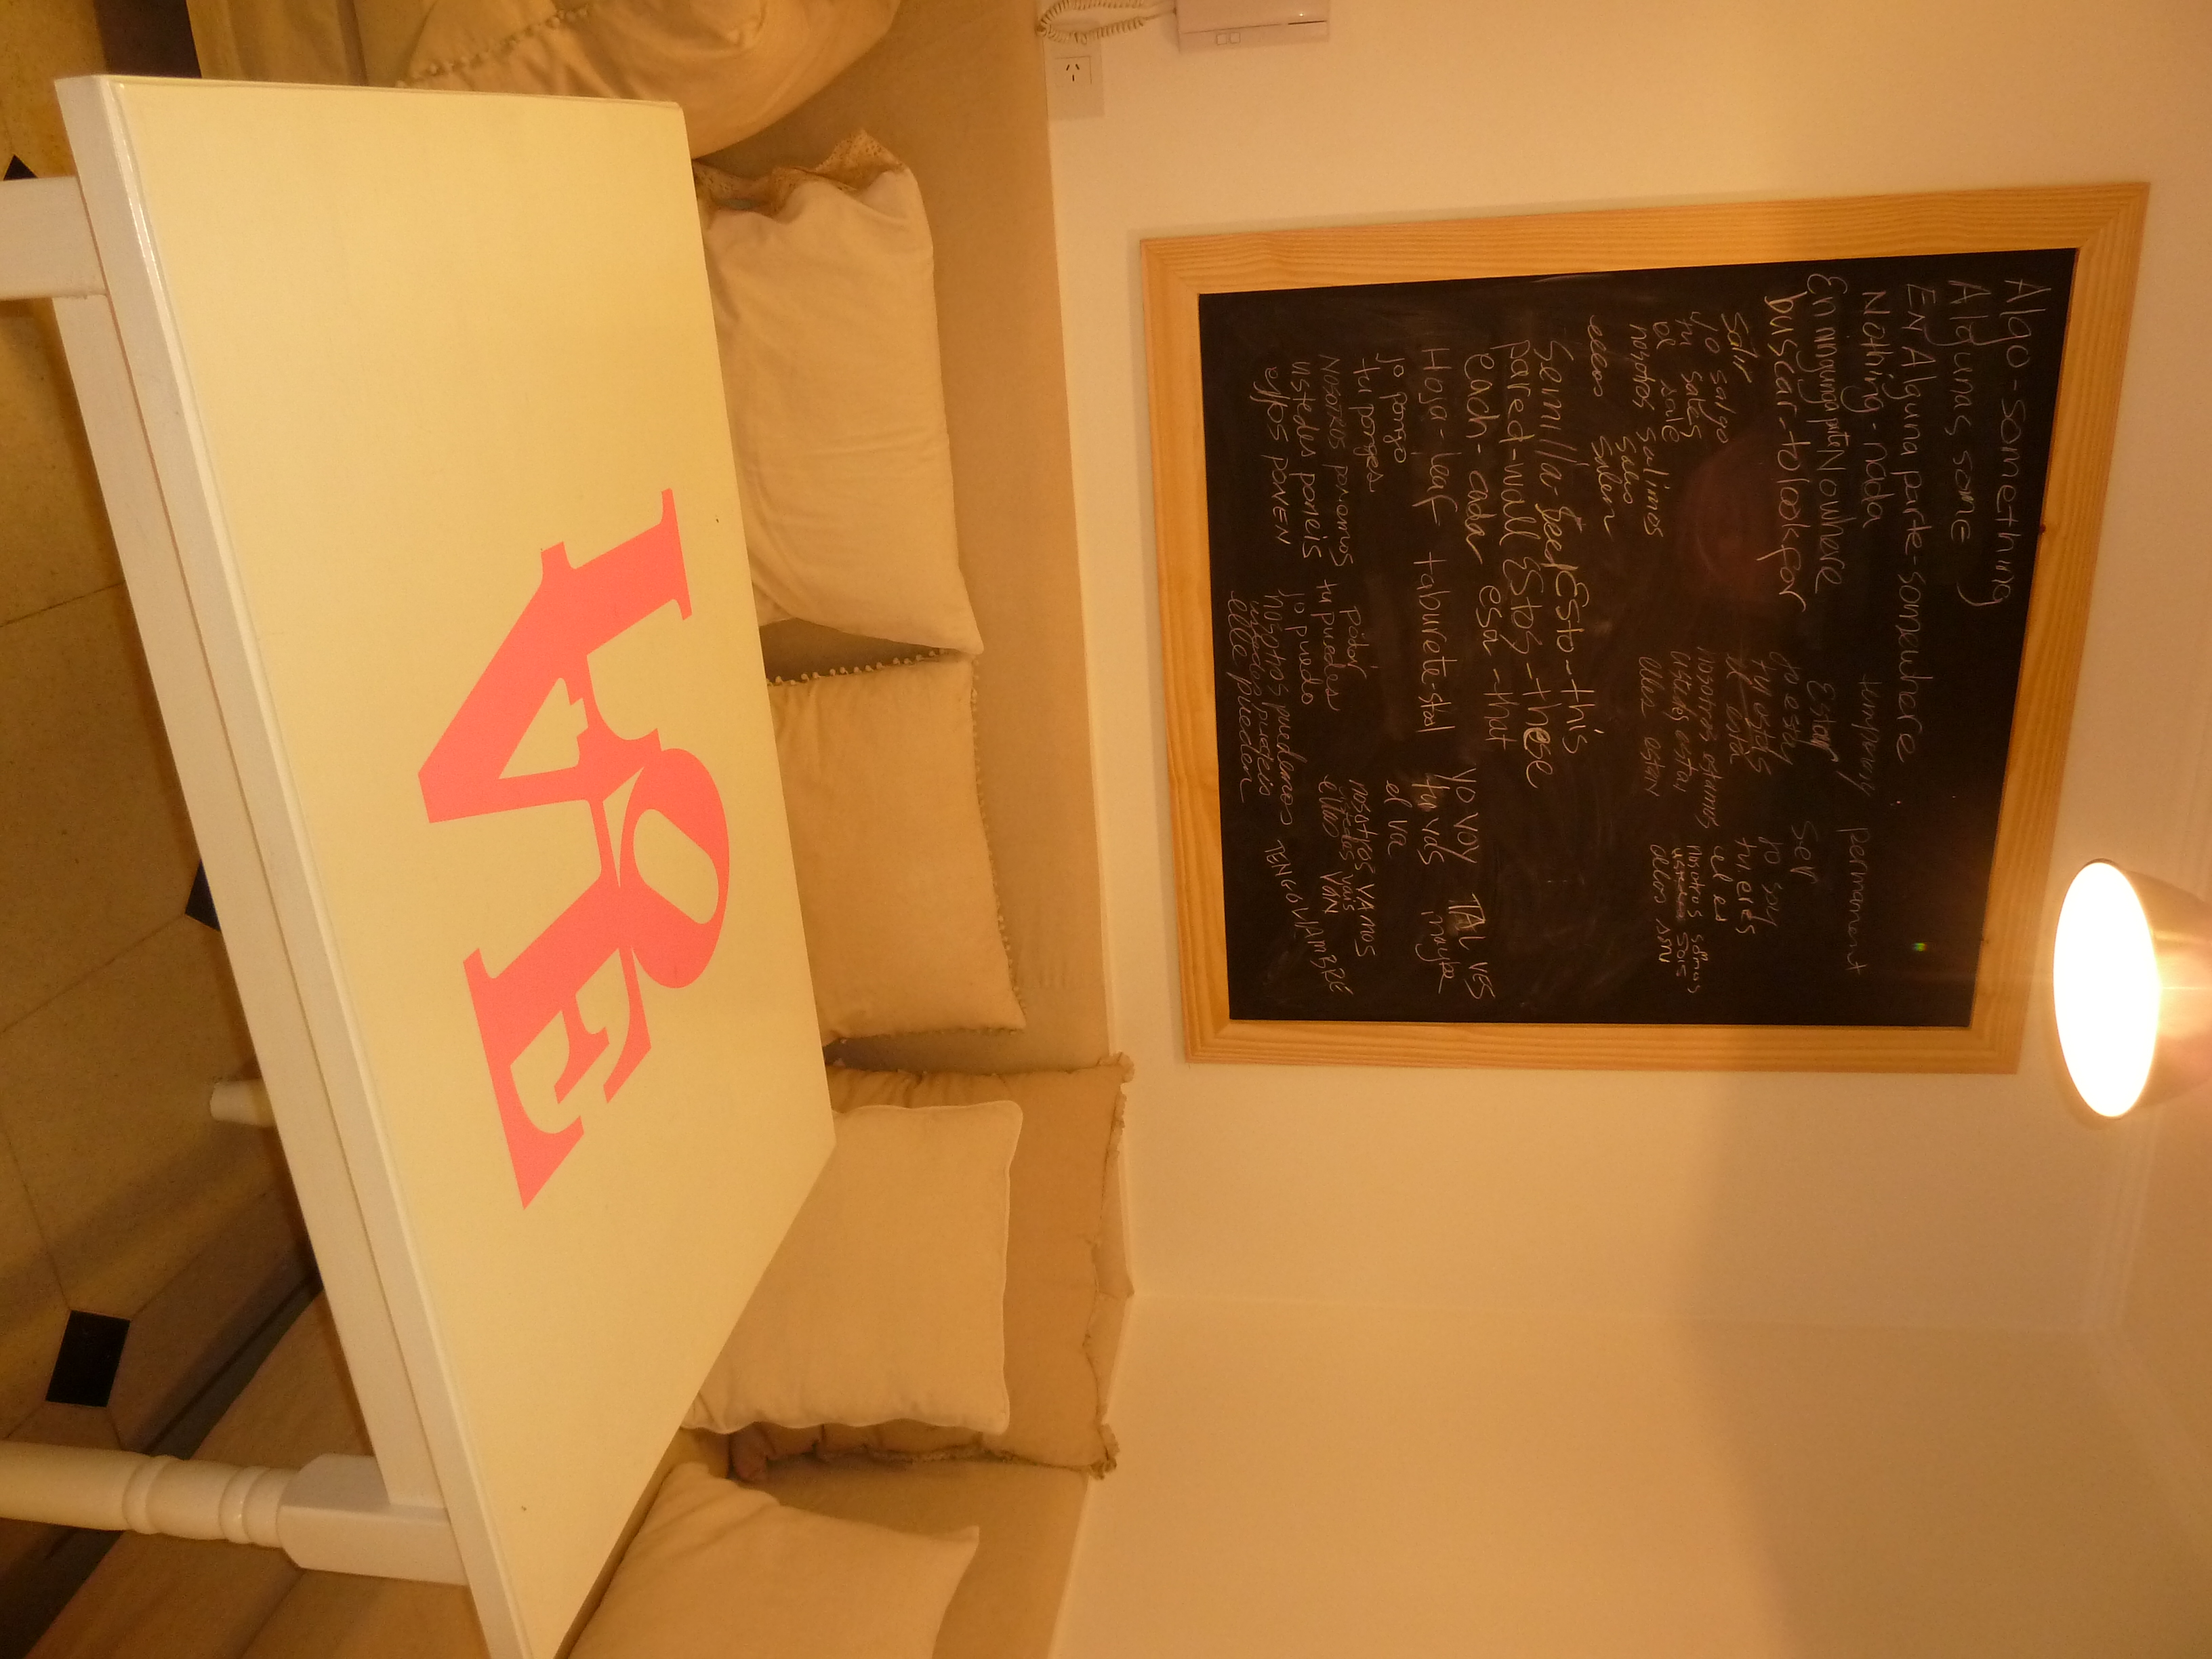 Algo-something
Algunas some
EN Alguna parte-somewhere
Nothing-nada
En ningunga parte Nowhere
buscar-to look for
salir
yo salgo
tu sales
el sale
nosotros salimos
salis
ellos salen
temporary
Estar
yo estoy
tu estas
el está
nosotros estamos
ustedes estai
elles estan
permament
ser
yo soy
tu eres
el es
nosotros somos
ustedes sois
ellos son
Semilla-Seed
pared-wall
each-cada
Hoja-leaf
Esto-this
Estos-these
esa-that
taburete-stool
yo pongo
tu ponges
NOSOTROS ponemos
ustedes poneis
ellos PONEN
podor
tu puedes
yo puedo
nosotros puedemos
ustedes puedeis
elle pueden
yo voy
tu vas
el va
nosotros VAMOS
ustedes vais
ellos VAN
TAL VES
maybe
TENGO LIAMBRÉ
LOVE